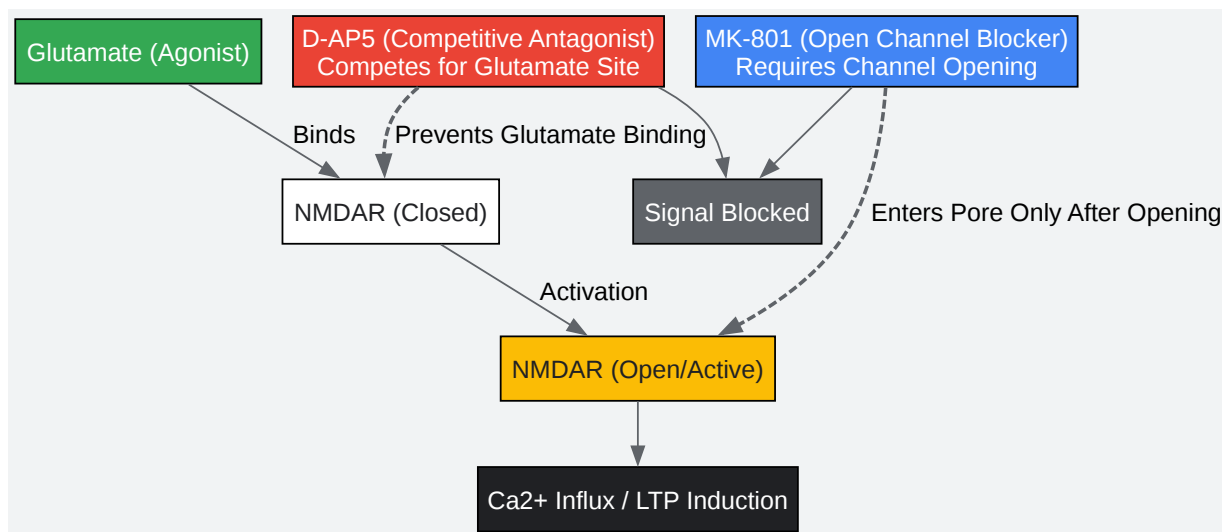 Glutamate (Agonist)
D-AP5 (Competitive Antagonist)
Competes for Glutamate Site
MK-801 (Open Channel Blocker)
Requires Channel Opening
Binds
Prevents Glutamate Binding
NMDAR (Closed)
Signal Blocked
Enters Pore Only After Opening
Activation
NMDAR (Open/Active)
Ca2+ Influx / LTP Induction